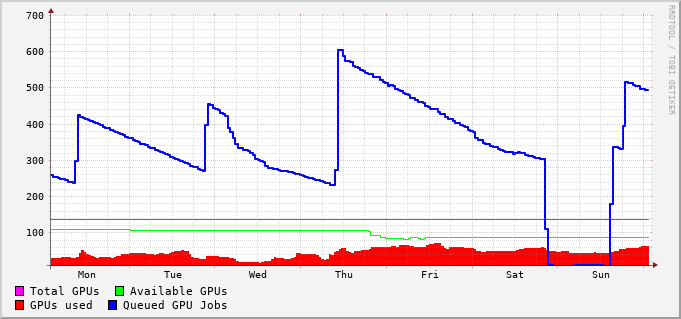 700
600
500
400
300
200
100
Mon Tue Wed Thu Fri Sat Sun
Total GPUs Available GPUs
GPUs used Queued GPU Jobs
RRDTOOL / TOBI OETIKER